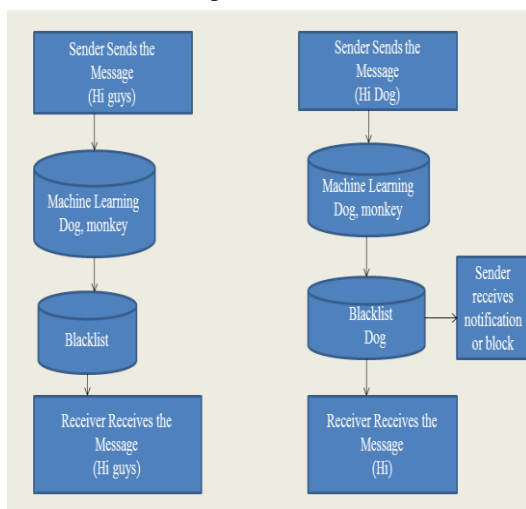 Sender Sends the
Message
(Hi guys)
Machine Learning
Dog, monkey
Blacklist
Receiver Receives the
Message
(Hi guys)
Sender Sends the
Message
(Hi Dog)
Machine Learning
Dog, monkey
Blacklist
Dog
Sender
receives
notification
or block
Receiver Receives the
Message
(Hi)